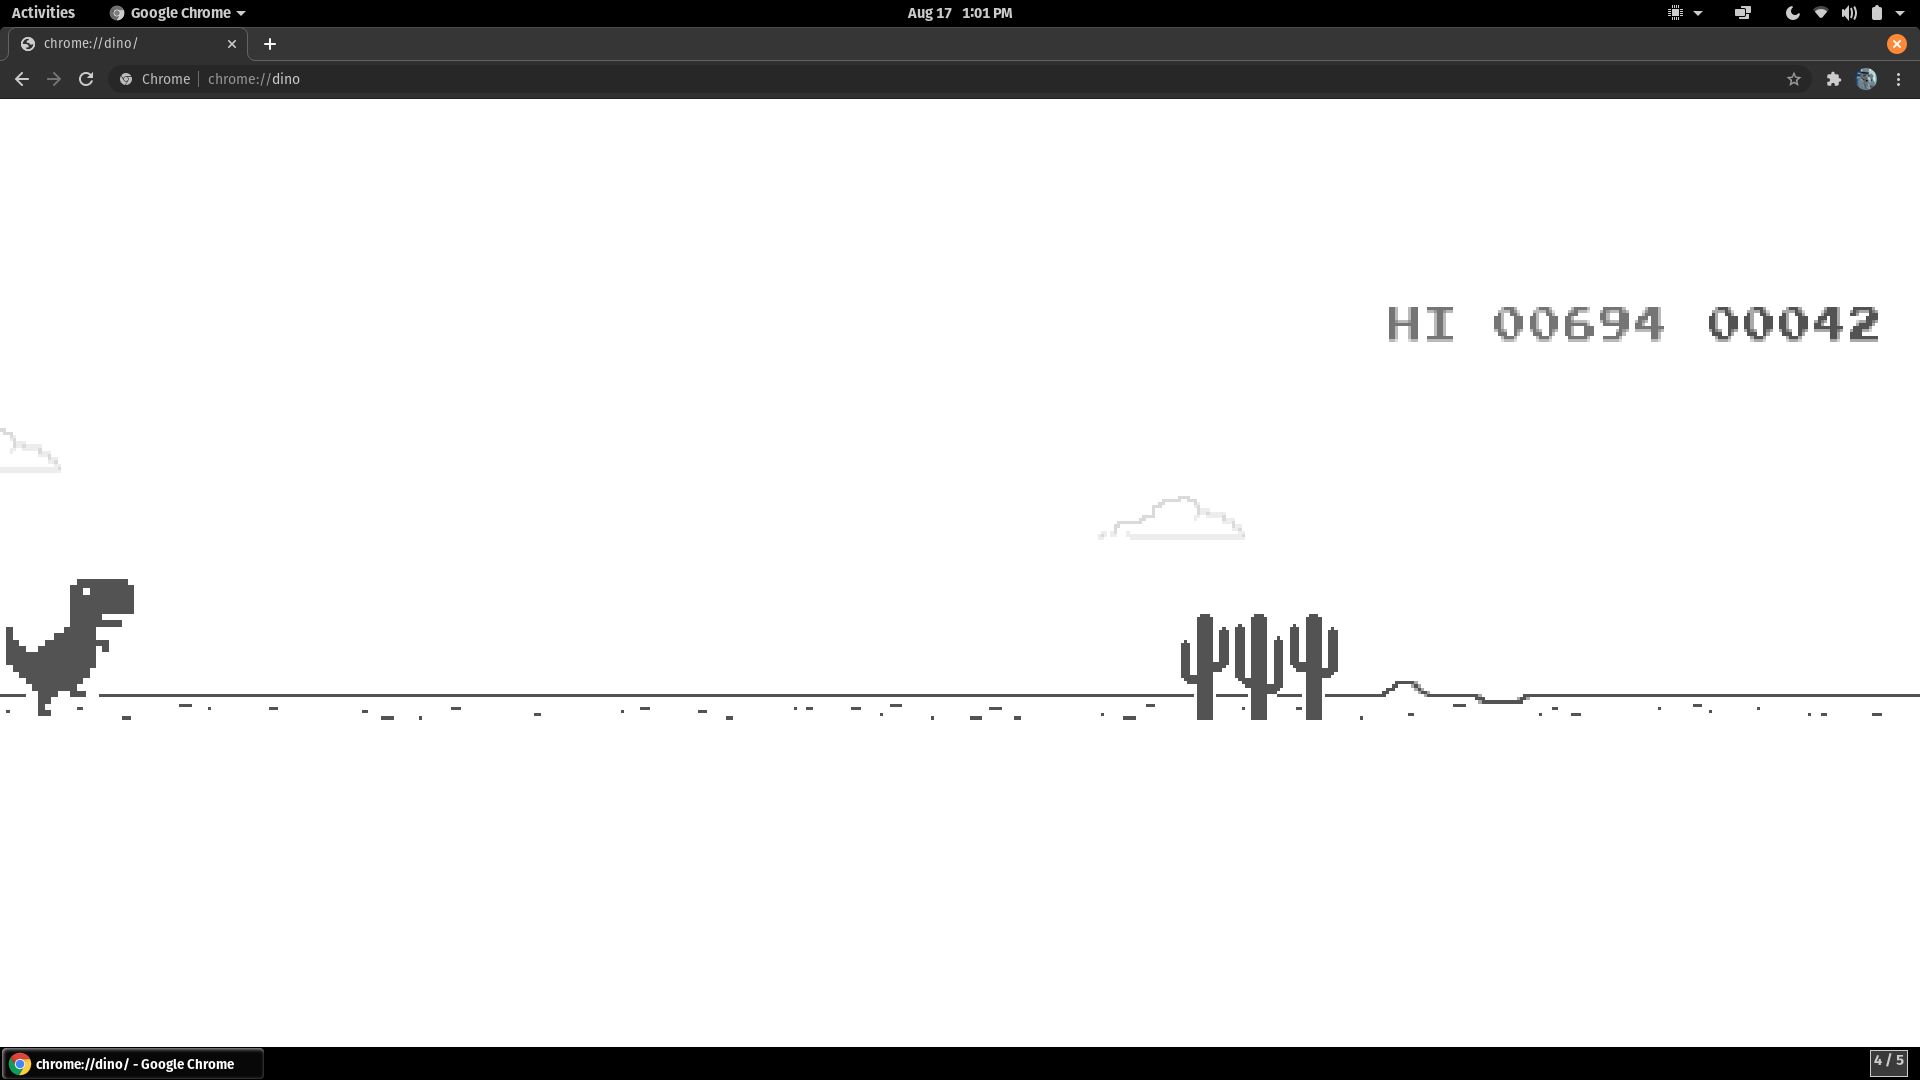 Activities
Google Chrome
Aug 17 1:01 PM
chrome://dino/
Chrome
chrome://dino
HI 00694 00042
chrome://dino/ - Google Chrome
4 / 5